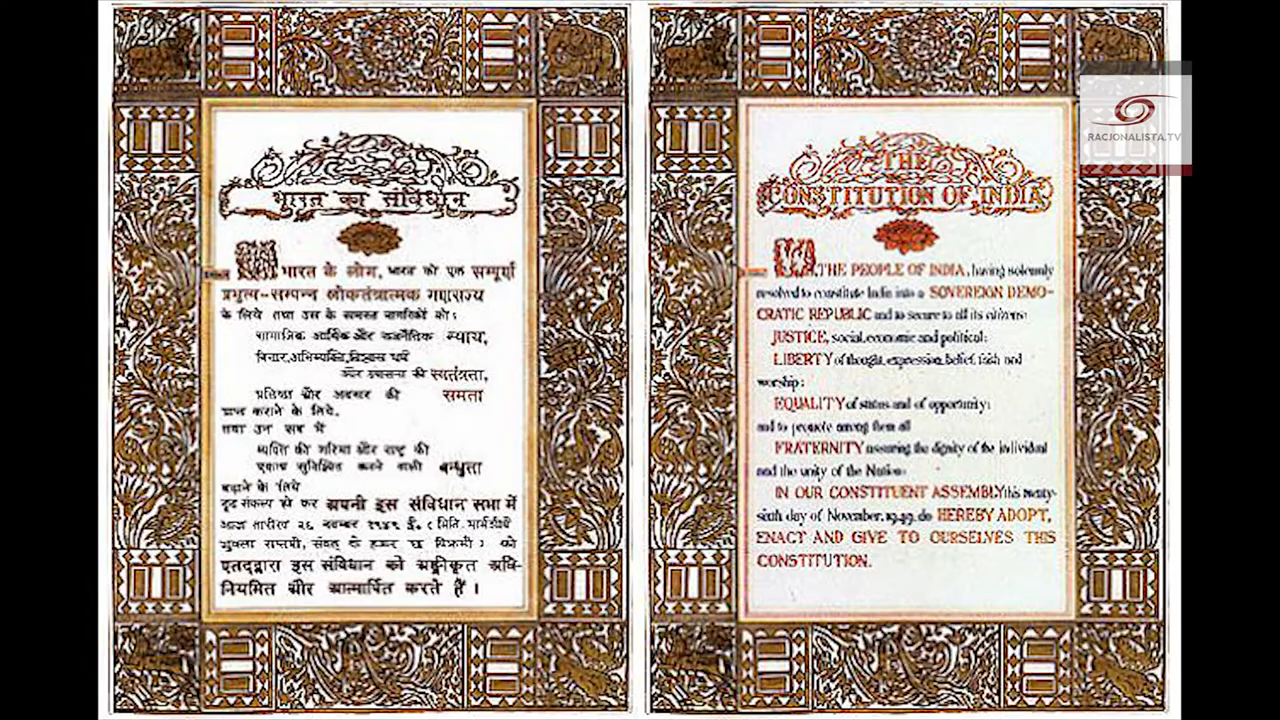 भारत का संविधान
भारत के लोग, भारत को एक सम्पूर्ण
प्रभुत्व-सम्पन्न लोकतंत्रात्मक गणराज्य
के लिये तथा उस के समस्त नागरिकों को:
सामाजिक आर्थिक और राजनैतिक न्याय,
विचार, अभिव्यक्ति, विश्वास धर्म
और उपासना की स्वतंत्रता,
प्रतिष्ठा और अवसर की समता
प्राप्त कराने के लिये,
तथा उन सब में
व्यक्ति की गरिमा और राष्ट्र की
एकता सुनिश्चित करने वाली बन्धुता
बढ़ाने के लिये
दृढ़ संकल्प हो कर अपनी इस संविधान सभा में
आज तारीख २६ नवम्बर १९४९ ई. (मिति
शुक्ला सप्तमी, संवत् दो हजार छ विक्रमी) को
एतद्द्वारा इस संविधान को अङ्गीकृत अधि-
नियमित और आत्मार्पित करते हैं।
THE
CONSTITUTION OF INDIA
WE, THE PEOPLE OF INDIA, having solemnly
resolved to constitute India into a SOVEREIGN DEMO-
CRATIC REPUBLIC and to secure to all its citizens:
JUSTICE, social, economic and political;
LIBERTY of thought, expression, belief, faith and
worship;
EQUALITY of status and of opportunity;
and to promote among them all
FRATERNITY assuring the dignity of the individual
and the unity of the Nation;
IN OUR CONSTITUENT ASSEMBLY this twenty-
sixth day of November, 1949, do HEREBY ADOPT,
ENACT AND GIVE TO OURSELVES THIS
CONSTITUTION.
RACJONALISTA.TV